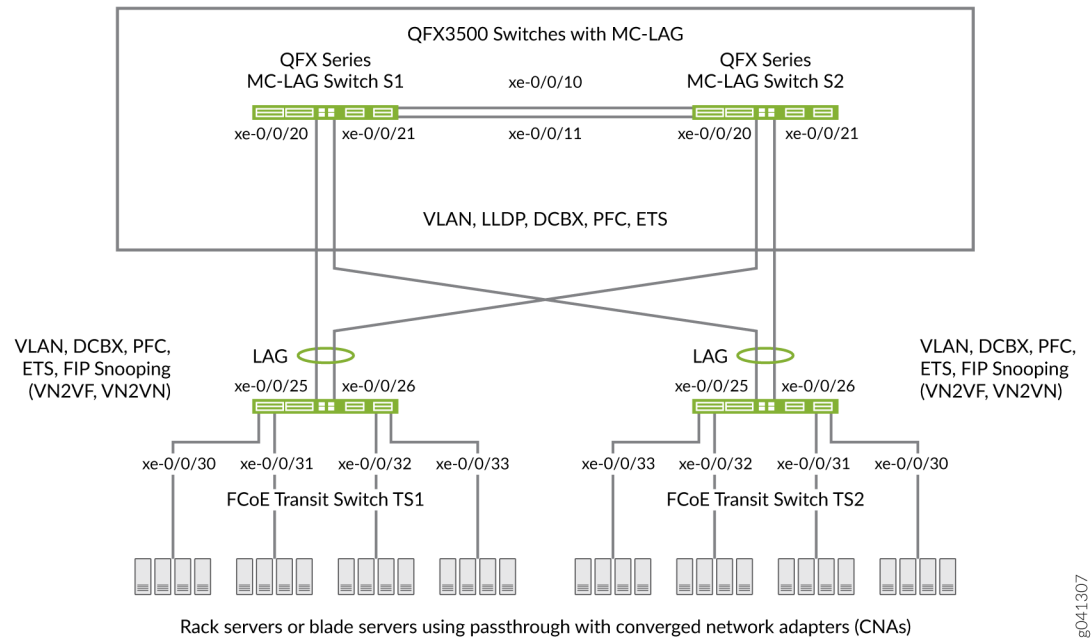 QFX3500 Switches with MC-LAG
QFX Series
MC-LAG Switch S1
xe-0/0/10
QFX Series
MC-LAG Switch S2
xe-0/0/20
xe-0/0/21
xe-0/0/11
xe-0/0/20
xe-0/0/21
VLAN, LLDP, DCBX, PFC, ETS
VLAN, DCBX, PFC,
ETS, FIP Snooping
(VN2VF, VN2VN)
LAG
LAG
VLAN, DCBX, PFC,
ETS, FIP Snooping
(VN2VF, VN2VN)
xe-0/0/25
xe-0/0/26
xe-0/0/25
xe-0/0/26
xe-0/0/30
xe-0/0/31
xe-0/0/32
xe-0/0/33
xe-0/0/33
xe-0/0/32
xe-0/0/31
xe-0/0/30
FCoE Transit Switch TS1
FCoE Transit Switch TS2
Rack servers or blade servers using passthrough with converged network adapters (CNAs)
g041307